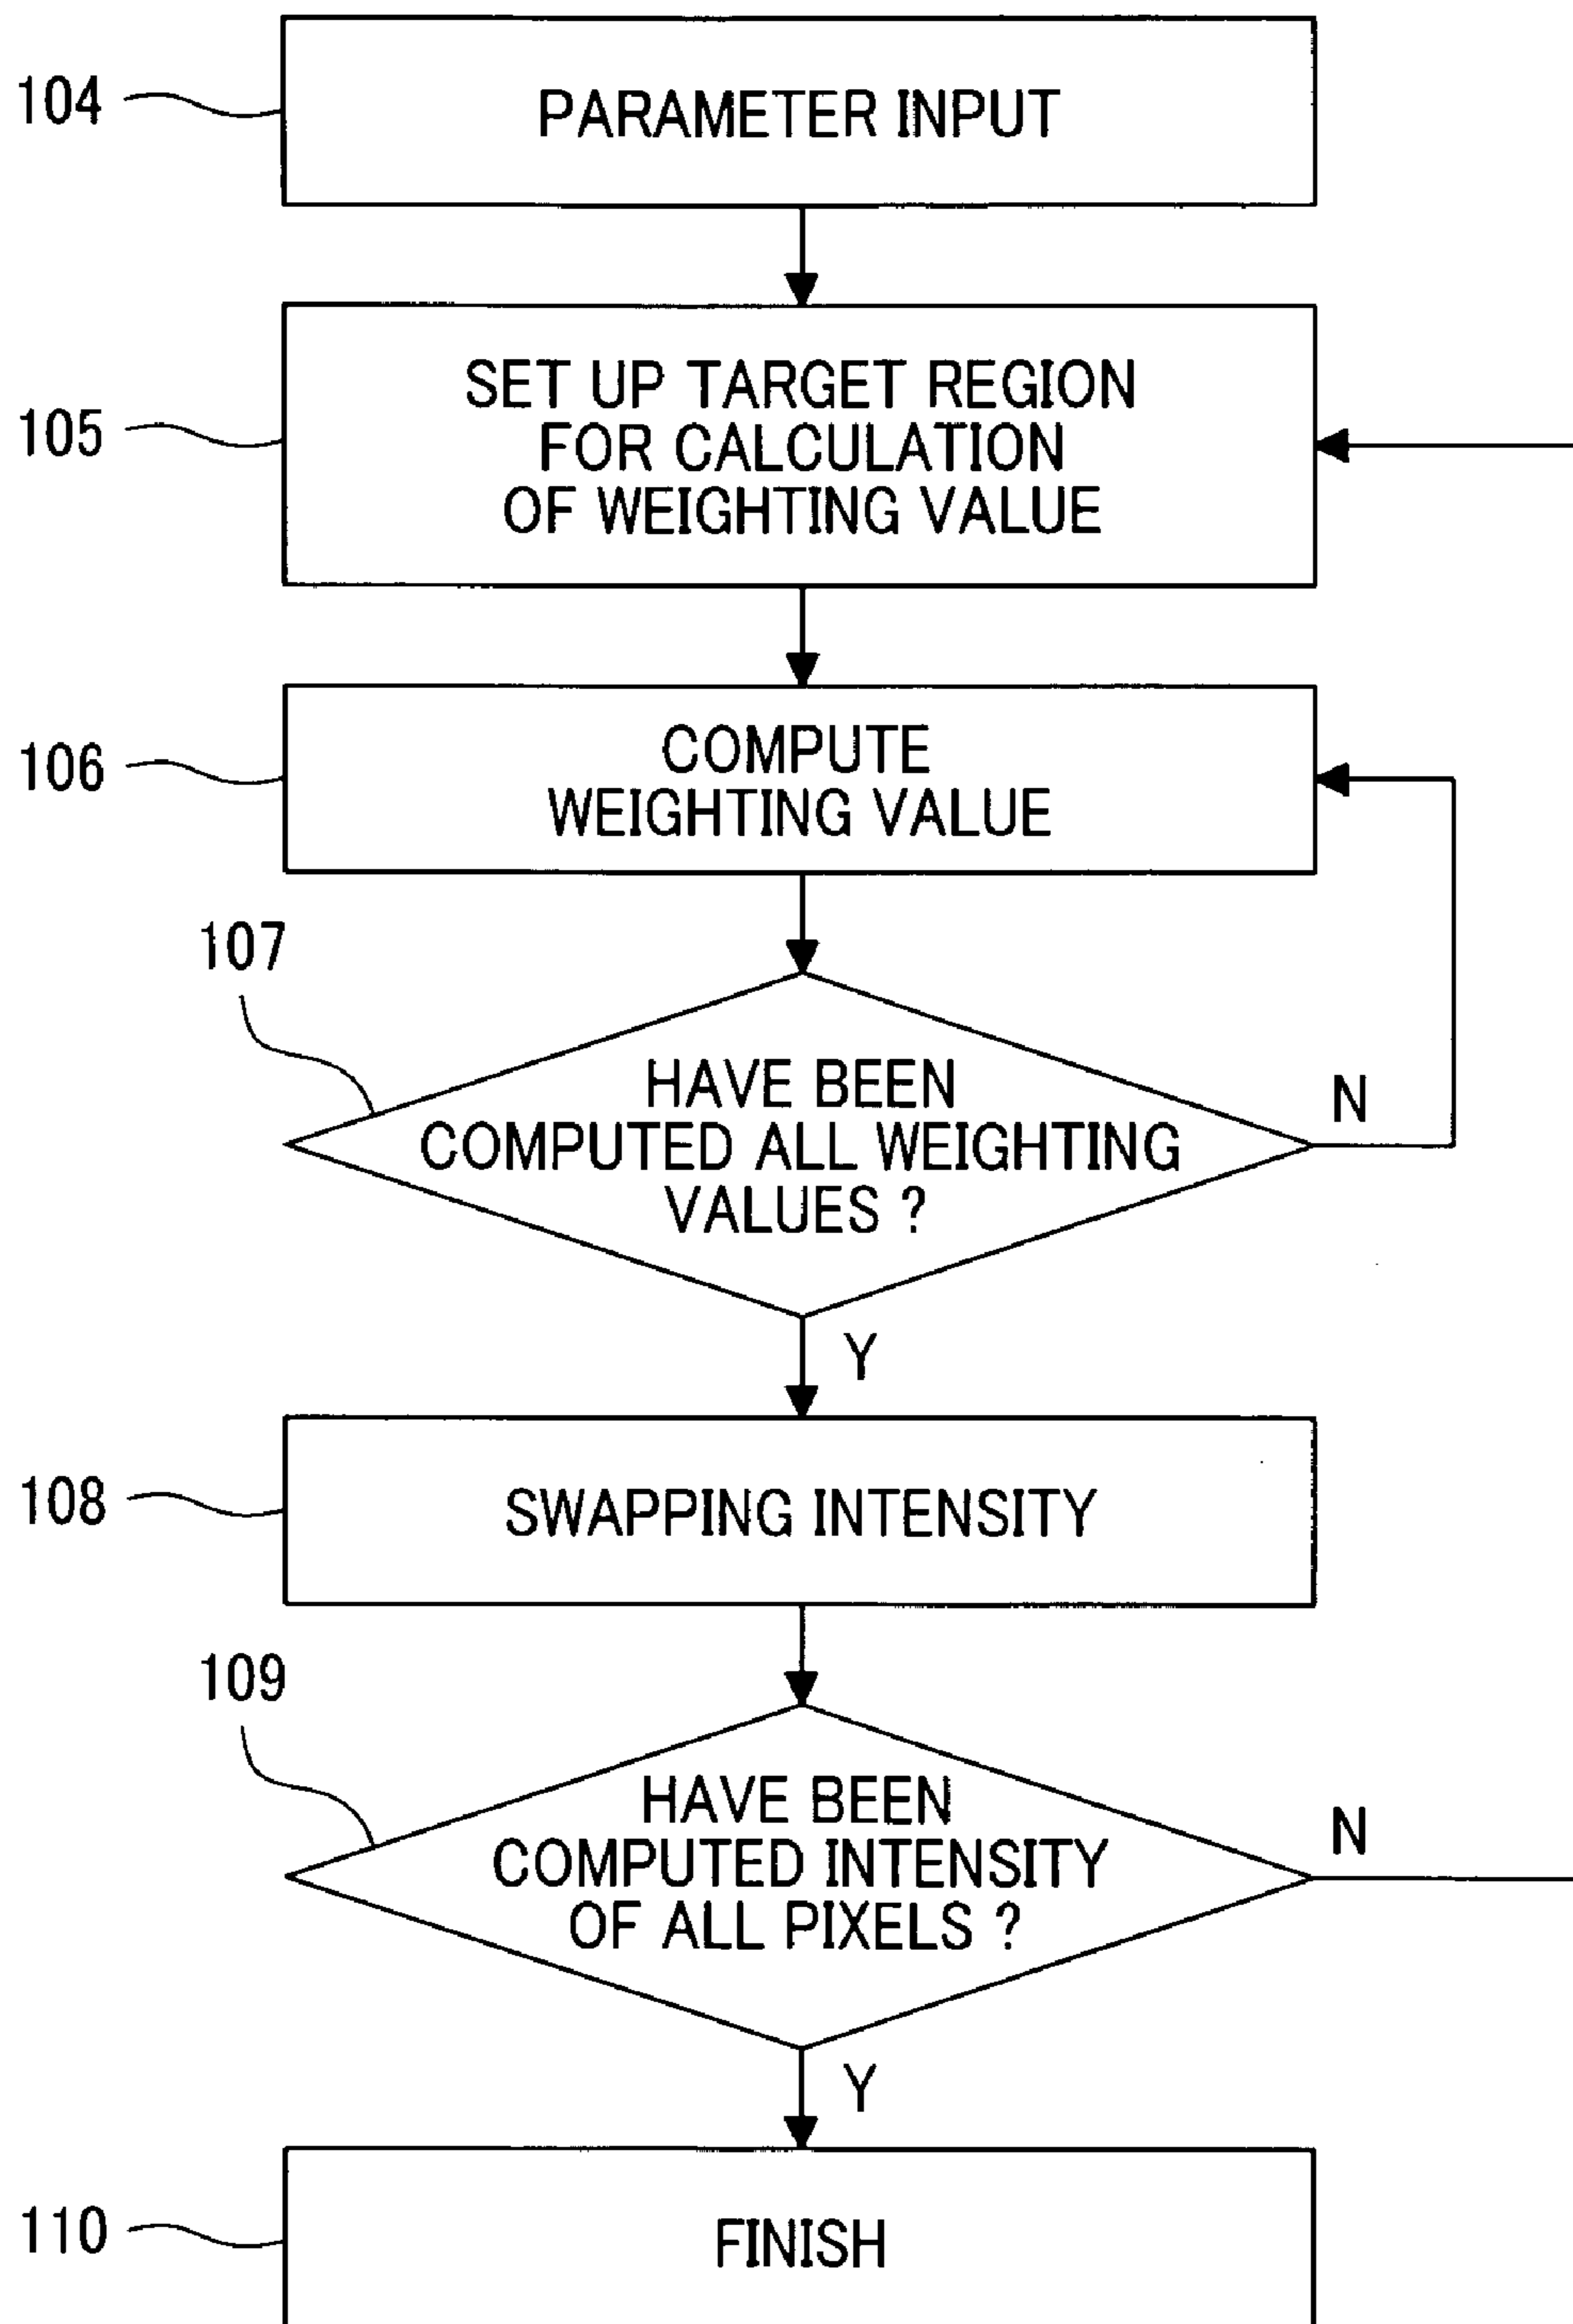 104
PARAMETER INPUT
105
SET UP TARGET REGION
FOR CALCULATION
OF WEIGHTING VALUE
106
COMPUTE
WEIGHTING VALUE
107
HAVE BEEN
COMPUTED ALL WEIGHTING
VALUES ?
N
Y
108
SWAPPING INTENSITY
109
HAVE BEEN
COMPUTED INTENSITY
OF ALL PIXELS ?
N
Y
110
FINISH